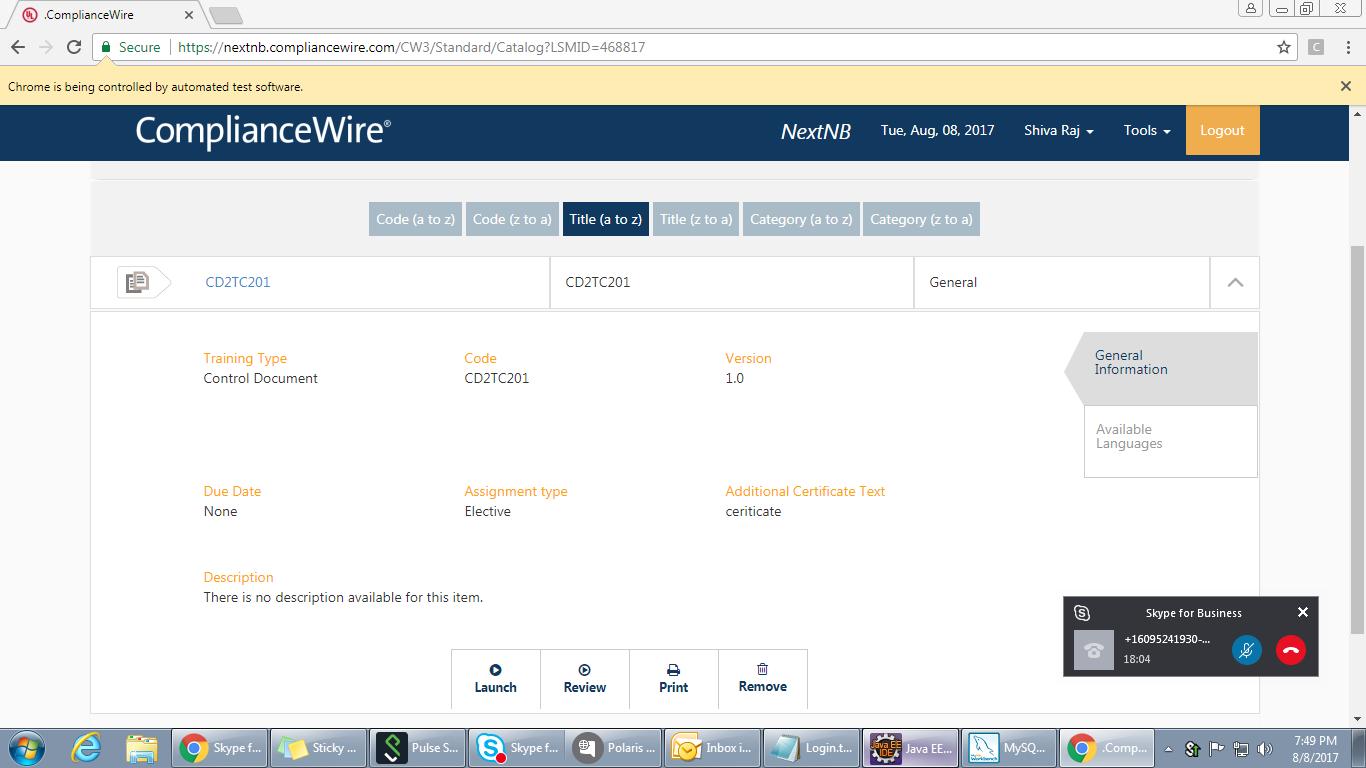 .ComplianceWire
Secure https://nextnb.compliancewire.com/CW3/Standard/Catalog?LSMID=468817
Chrome is being controlled by automated test software.
ComplianceWire® NextNB Tue, Aug, 08, 2017 Shiva Raj Tools Logout
Code (a to z) Code (z to a) Title (a to z) Title (z to a) Category (a to z) Category (z to a)
CD2TC201 CD2TC201 General
Training Type Code Version
Control Document CD2TC201 1.0
General
Information
Available
Languages
Due Date Assignment type Additional Certificate Text
None Elective ceriticate
Description
There is no description available for this item.
Skype for Business
+16095241930-...
18:04
Launch Review Print Remove
Skype f... Sticky ... Pulse S... Skype f... Polaris ... Inbox i... Login.t... Java EE... MySQ... .Comp...
7:49 PM
8/8/2017